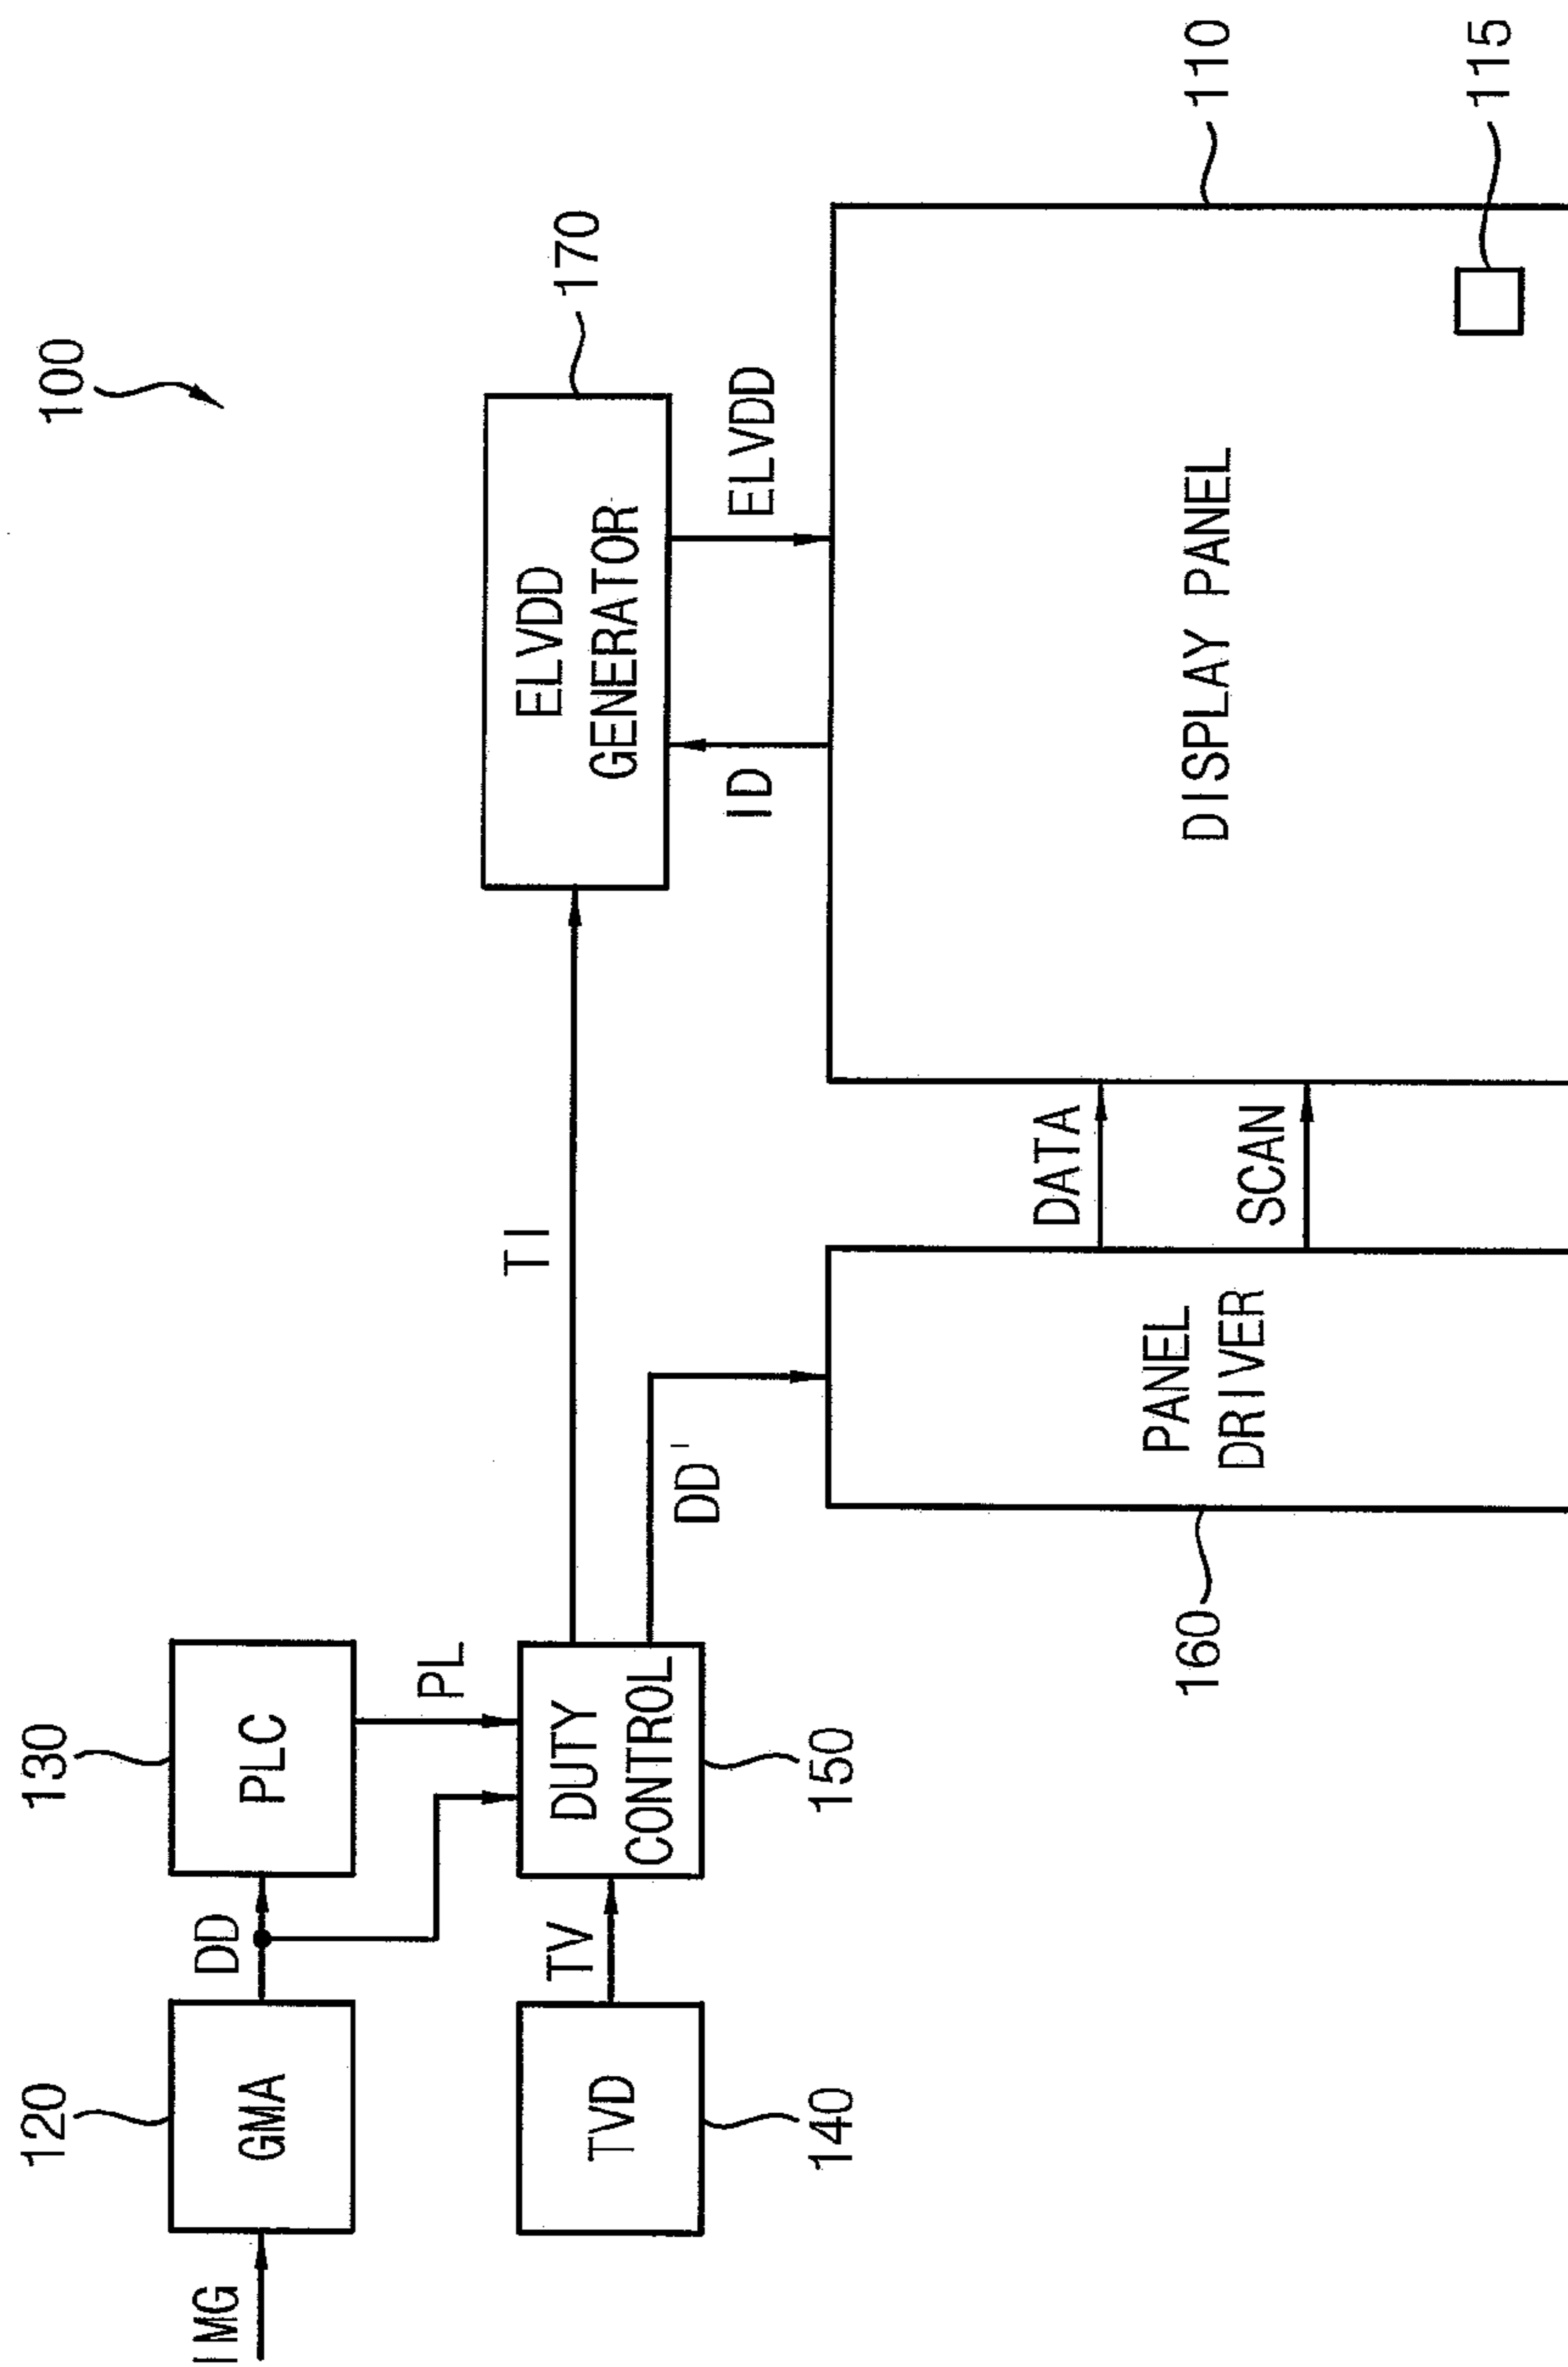 100
120
130
IMG
GMA
DD
PLC
PL
TVD
TV
DUTY
CONTROL
140
150
TI
DD'
ELVDD
GENERATOR
170
ID
ELVDD
PANEL
DRIVER
160
DATA
SCAN
DISPLAY PANEL
110
115